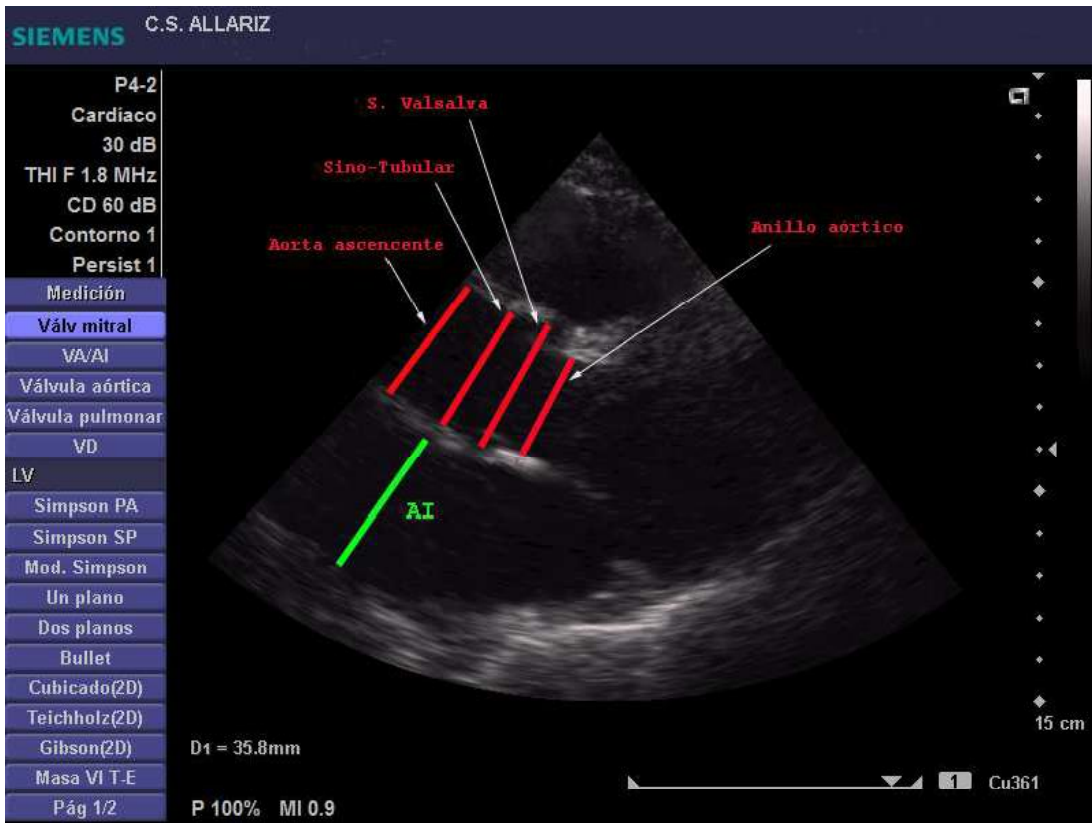 SIEMENS
C.S. ALLARIZ
P4-2
Cardiaco
30 dB
THI F 1.8 MHz
CD 60 dB
Contorno 1
Persist 1
Medición
Válv mitral
VA/AI
Válvula aórtica
Válvula pulmonar
VD
LV
Simpson PA
Simpson SP
Mod. Simpson
Un plano
Dos planos
Bullet
Cubicado(2D)
Teichholz(2D)
Gibson(2D)
Masa VI T-E
Pág 1/2
S. Valsalva
Sino-Tubular
Aorta ascencente
Anillo aórtico
AI
15 cm
D1 = 35.8mm
1 Cu361
P 100% MI 0.9